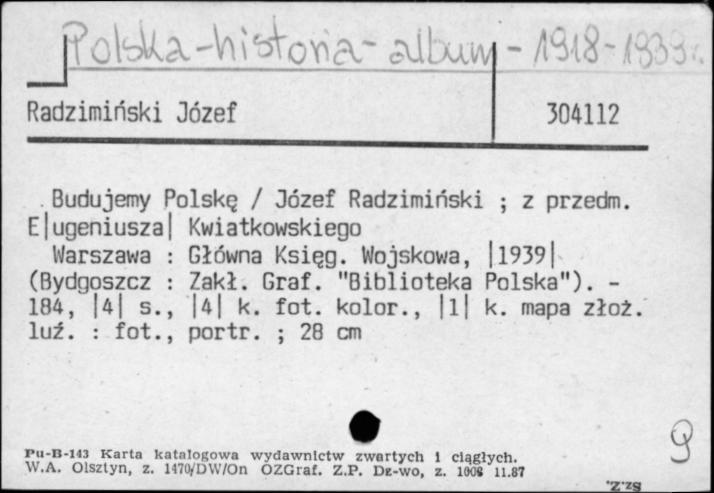 Polska - historia - album - 1918-1939 r.
Radzimiński Józef 304112
Budujemy Polskę / Józef Radzimiński ; z przedm.
E|ugeniusza| Kwiatkowskiego
Warszawa : Główna Księg. Wojskowa, |1939|
(Bydgoszcz : Zakł. Graf. "Biblioteka Polska"). -
184, |4| s., |4| k. fot. kolor., |1| k. mapa złoż.
luź. : fot., portr. ; 28 cm
9
Pu-B-143 Karta katalogowa wydawnictw zwartych i ciągłych.
W.A. Olsztyn, z. 1470/DW/On OZGraf. Z.P. Dz-wo, z. 1008 11.87